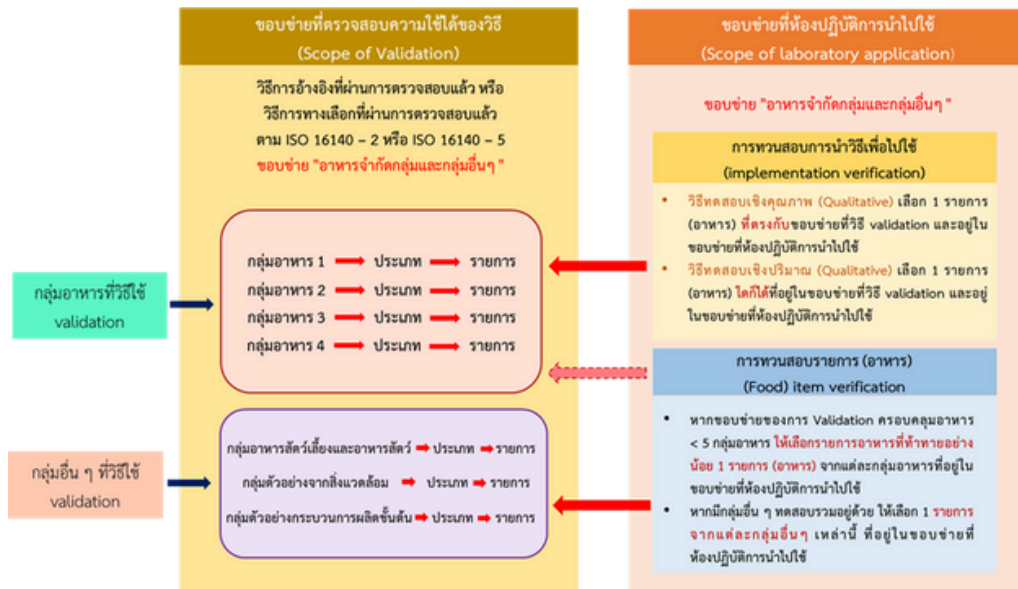 ขอบข่ายที่ตรวจสอบความใช้ได้ของวิธี
(Scope of Validation)
วิธีการอ้างอิงที่ผ่านการตรวจสอบแล้ว หรือ
วิธีการทางเลือกที่ผ่านการตรวจสอบแล้ว
ตาม ISO 16140 – 2 หรือ ISO 16140 – 5
ขอบข่าย "อาหารจำกัดกลุ่มและกลุ่มอื่นๆ "
กลุ่มอาหารที่วิธีใช้
validation
กลุ่มอาหาร 1 ประเภท รายการ
กลุ่มอาหาร 2 ประเภท รายการ
กลุ่มอาหาร 3 ประเภท รายการ
กลุ่มอาหาร 4 ประเภท รายการ
กลุ่มอื่น ๆ ที่วิธีใช้
validation
กลุ่มอาหารสัตว์เลี้ยงและอาหารสัตว์ ประเภท รายการ
กลุ่มตัวอย่างจากสิ่งแวดล้อม ประเภท รายการ
กลุ่มตัวอย่างกระบวนการผลิตขั้นต้น ประเภท รายการ
ขอบข่ายที่ห้องปฏิบัติการนำไปใช้
(Scope of laboratory application)
ขอบข่าย "อาหารจำกัดกลุ่มและกลุ่มอื่นๆ "
การทวนสอบการนำวิธีเพื่อไปใช้
(implementation verification)
• วิธีทดสอบเชิงคุณภาพ (Qualitative) เลือก 1 รายการ
(อาหาร) ที่ตรงกับขอบข่ายที่วิธี validation และอยู่ใน
ขอบข่ายที่ห้องปฏิบัติการนำไปใช้
• วิธีทดสอบเชิงปริมาณ (Qualitative) เลือก 1 รายการ
(อาหาร) ใดก็ได้ที่อยู่ในขอบข่ายที่วิธี validation และอยู่
ในขอบข่ายที่ห้องปฏิบัติการนำไปใช้
การทวนสอบรายการ (อาหาร)
(Food) item verification
• หากขอบข่ายของการ Validation ครอบคลุมอาหาร
< 5 กลุ่มอาหาร ให้เลือกรายการอาหารที่ท้าทายอย่าง
น้อย 1 รายการ (อาหาร) จากแต่ละกลุ่มอาหารที่อยู่ใน
ขอบข่ายที่ห้องปฏิบัติการนำไปใช้
• หากมีกลุ่มอื่น ๆ ทดสอบรวมอยู่ด้วย ให้เลือก 1 รายการ
จากแต่ละกลุ่มอื่นๆ เหล่านี้ ที่อยู่ในขอบข่ายที่
ห้องปฏิบัติการนำไปใช้